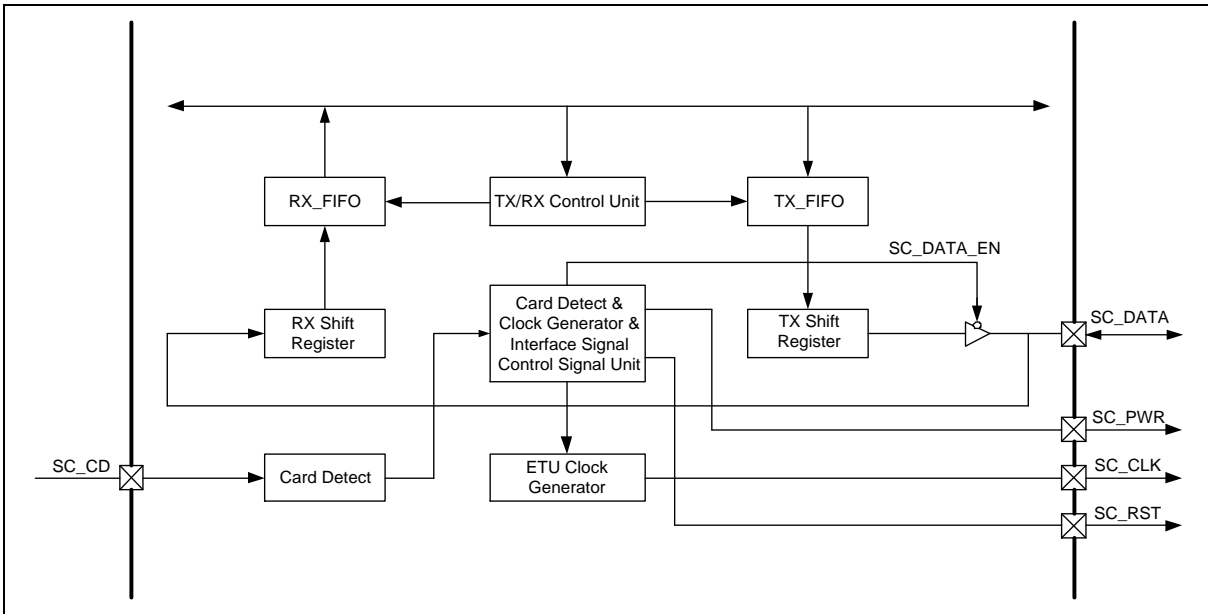 RX_FIFO
TX/RX Control Unit
TX_FIFO
SC_DATA_EN
RX Shift
Register
Card Detect &
Clock Generator &
Interface Signal
Control Signal Unit
TX Shift
Register
SC_DATA
SC_PWR
SC_CD
Card Detect
ETU Clock
Generator
SC_CLK
SC_RST